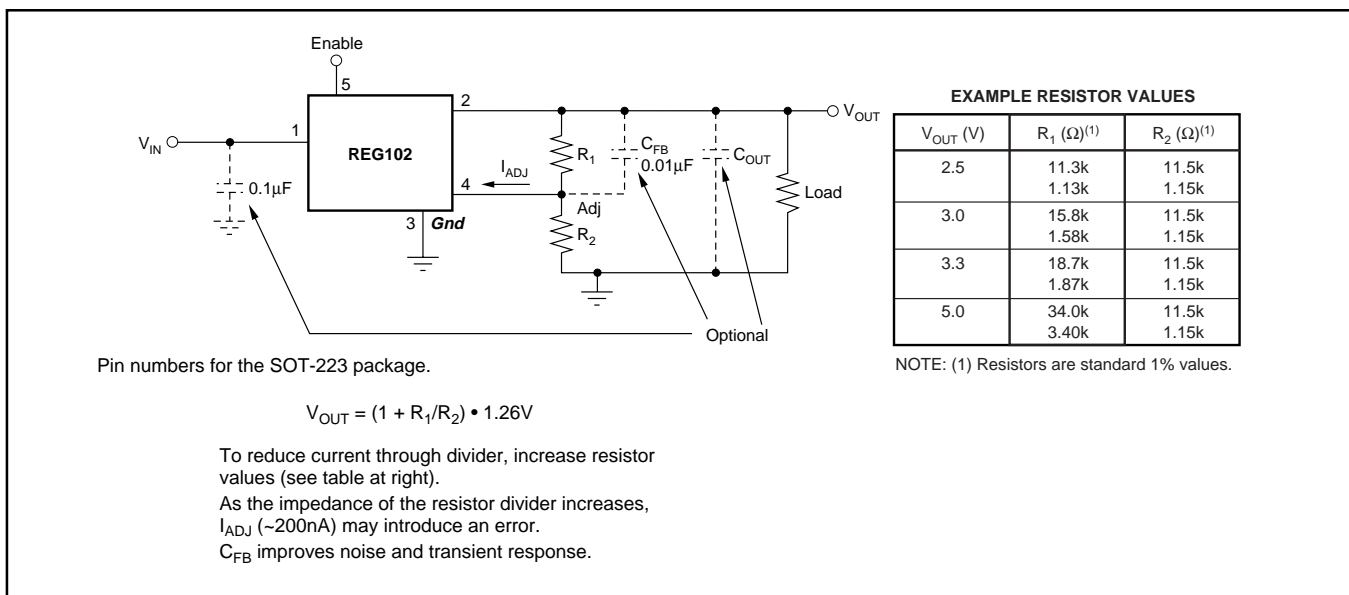 Enable
5
2
V_OUT
V_IN
1
REG102
R_1
C_FB
0.01µF
C_OUT
I_ADJ
0.1µF
4
Load
Adj
3
Gnd
R_2
Optional
Pin numbers for the SOT-223 package.
V_OUT = (1 + R_1/R_2) • 1.26V
To reduce current through divider, increase resistor
values (see table at right).
As the impedance of the resistor divider increases,
I_ADJ (~200nA) may introduce an error.
C_FB improves noise and transient response.
EXAMPLE RESISTOR VALUES
V_OUT (V) R_1 (Ω)(1) R_2 (Ω)(1)
2.5 11.3k 11.5k
1.13k 1.15k
3.0 15.8k 11.5k
1.58k 1.15k
3.3 18.7k 11.5k
1.87k 1.15k
5.0 34.0k 11.5k
3.40k 1.15k
NOTE: (1) Resistors are standard 1% values.